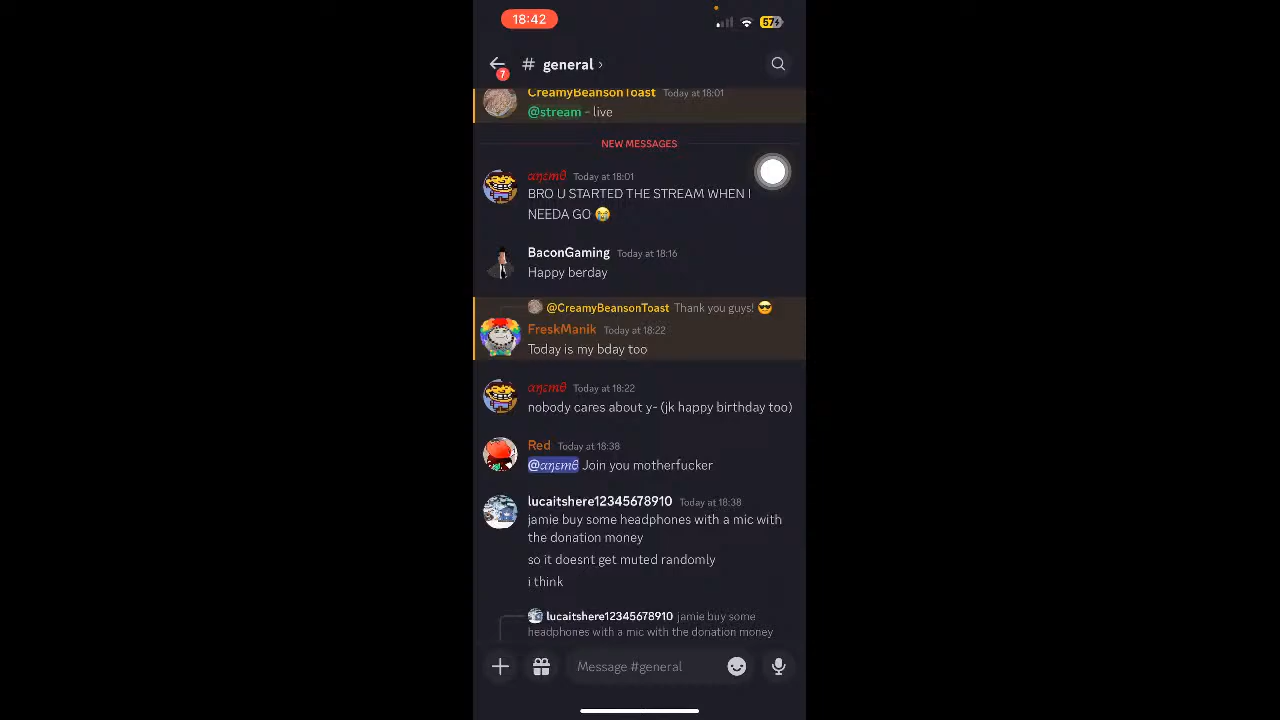 18:42
57
7
# general ›
CreamyBeansonToast Today at 18:01
@stream - live
NEW MESSAGES
αηεmθ Today at 18:01
BRO U STARTED THE STREAM WHEN I
NEEDA GO 😭
BaconGaming Today at 18:16
Happy berday
@CreamyBeansonToast Thank you guys! 😎
FreskManik Today at 18:22
Today is my bday too
αηεmθ Today at 18:22
nobody cares about y- (jk happy birthday too)
Red Today at 18:38
@αηεmθ Join you motherfucker
lucaitshere12345678910 Today at 18:38
jamie buy some headphones with a mic with
the donation money
so it doesnt get muted randomly
i think
lucaitshere12345678910 jamie buy some
headphones with a mic with the donation money
Message #general